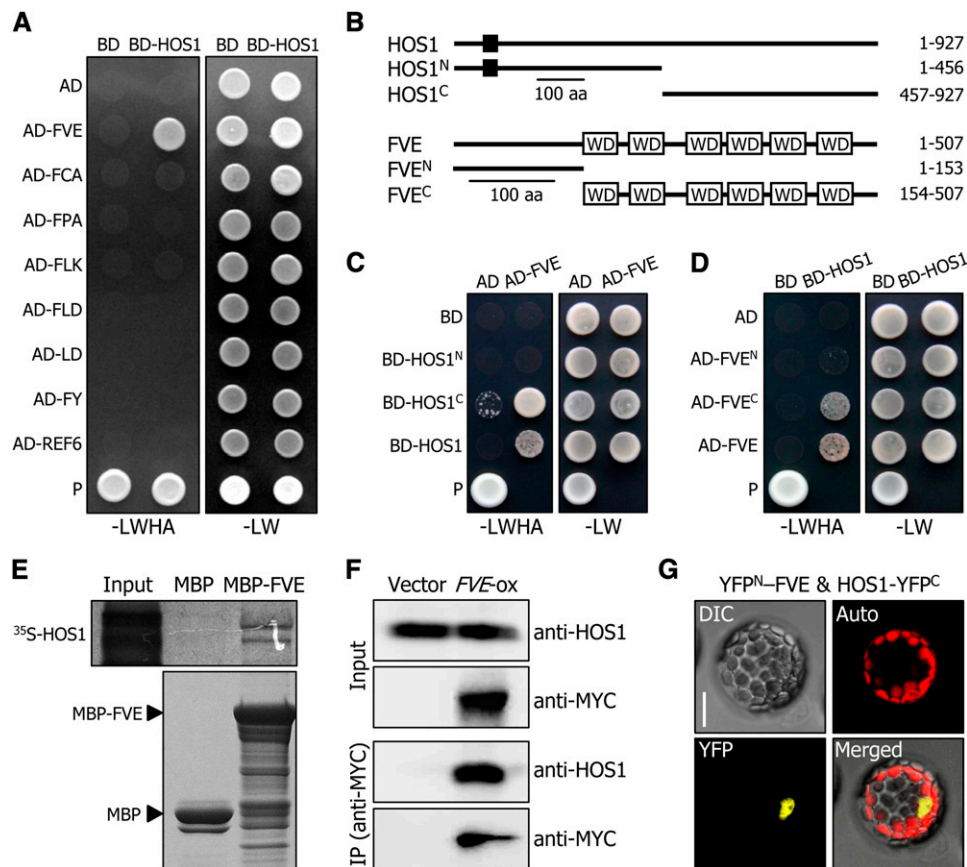 A
BD BD-HOS1 BD BD-HOS1
AD
AD-FVE
AD-FCA
AD-FPA
AD-FLK
AD-FLD
AD-LD
AD-FY
AD-REF6
P
-LWHA -LW
B
HOS1 1-927
HOS1ᴺ 1-456
100 aa
HOS1ᶜ 457-927
FVE WD WD WD WD WD WD 1-507
FVEᴺ 1-153
100 aa
FVEᶜ WD WD WD WD WD WD 154-507
C
AD AD-FVE AD AD-FVE
BD
BD-HOS1ᴺ
BD-HOS1ᶜ
BD-HOS1
P
-LWHA -LW
D
BD BD-HOS1 BD BD-HOS1
AD
AD-FVEᴺ
AD-FVEᶜ
AD-FVE
P
-LWHA -LW
E
Input MBP MBP-FVE
³⁵S-HOS1
MBP-FVE
MBP
F
Vector FVE-ox
Input
anti-HOS1
anti-MYC
IP (anti-MYC)
anti-HOS1
anti-MYC
G
YFPᴺ–FVE & HOS1-YFPᶜ
DIC Auto
YFP Merged